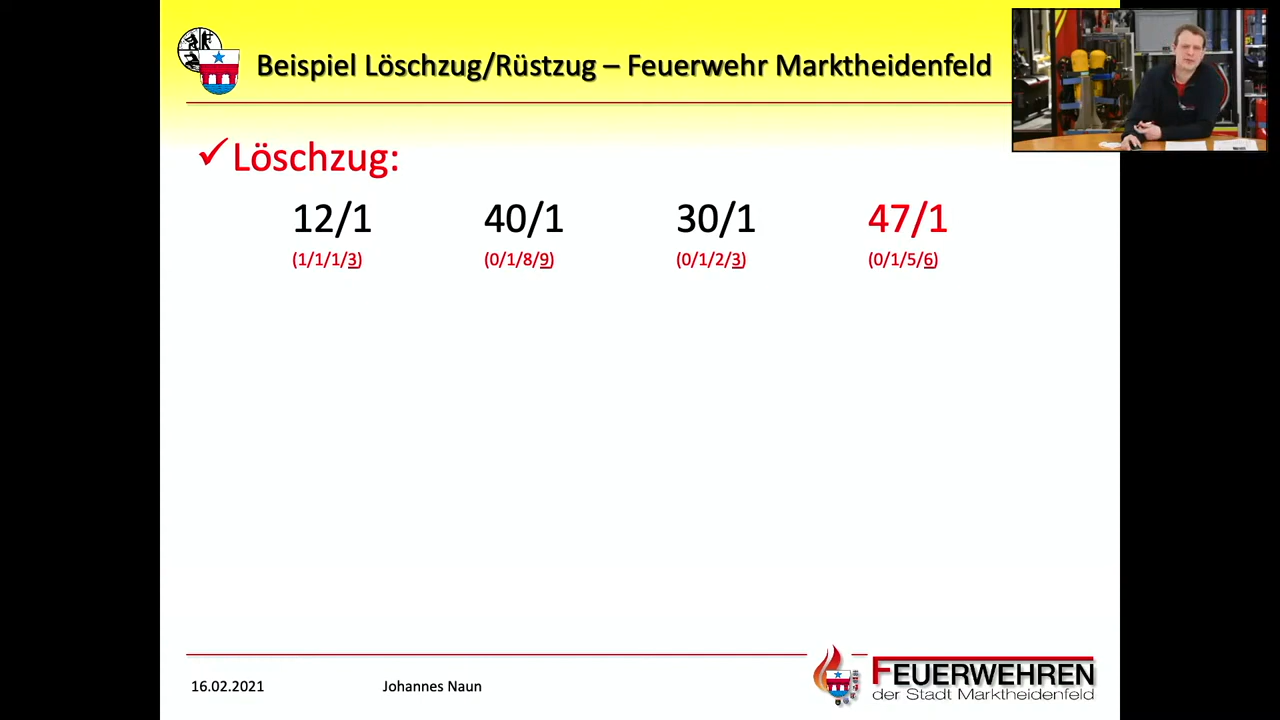 Beispiel Löschzug/Rüstzug – Feuerwehr Marktheidenfeld
✓Löschzug:
12/1 40/1 30/1 47/1
(1/1/1/3) (0/1/8/9) (0/1/2/3) (0/1/5/6)
16.02.2021 Johannes Naun
FEUERWEHREN
der Stadt Marktheidenfeld